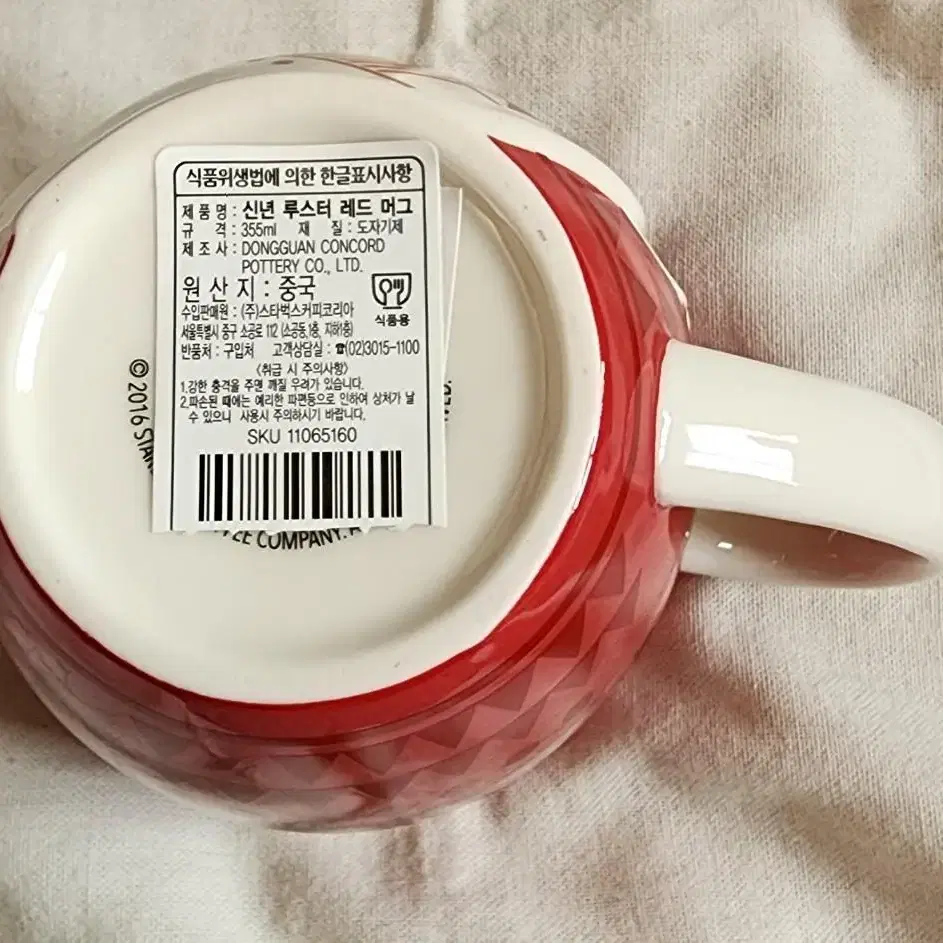 식품위생법에 의한 한글표시사항
제 품 명 : 신년 루스터 레드 머그
규 격 : 355ml 재 질 : 도자기제
제 조 사 : DONGGUAN CONCORD
POTTERY CO., LTD.
원 산 지 : 중국
식품용
수입판매원 : (주)스타벅스커피코리아
서울특별시 중구 소공로 112 (소공동,1층, 지하1층)
반품처 : 구입처 고객상담실 : ☎(02)3015-1100
〈취급 시 주의사항〉
1.강한 충격을 주면 깨질 우려가 있습니다.
2.파손된 때에는 예리한 파편등으로 인하여 상처가 날
수 있으니 사용시 주의하시기 바랍니다.
SKU 11065160
©2016
COMPANY.